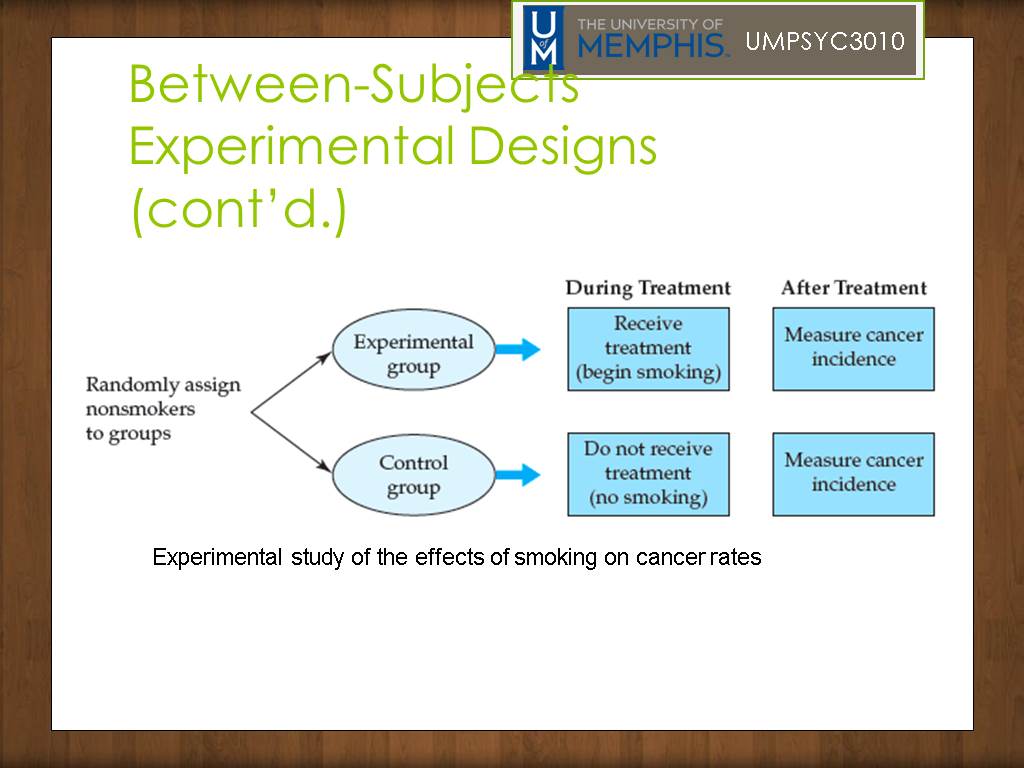 THE UNIVERSITY OF
MEMPHIS.
UMPSYC3010
U
of
M
Between-Subjects
Experimental Designs
(cont’d.)
During Treatment
After Treatment
Randomly assign
nonsmokers
to groups
Experimental
group
Receive
treatment
(begin smoking)
Measure cancer
incidence
Control
group
Do not receive
treatment
(no smoking)
Measure cancer
incidence
Experimental study of the effects of smoking on cancer rates